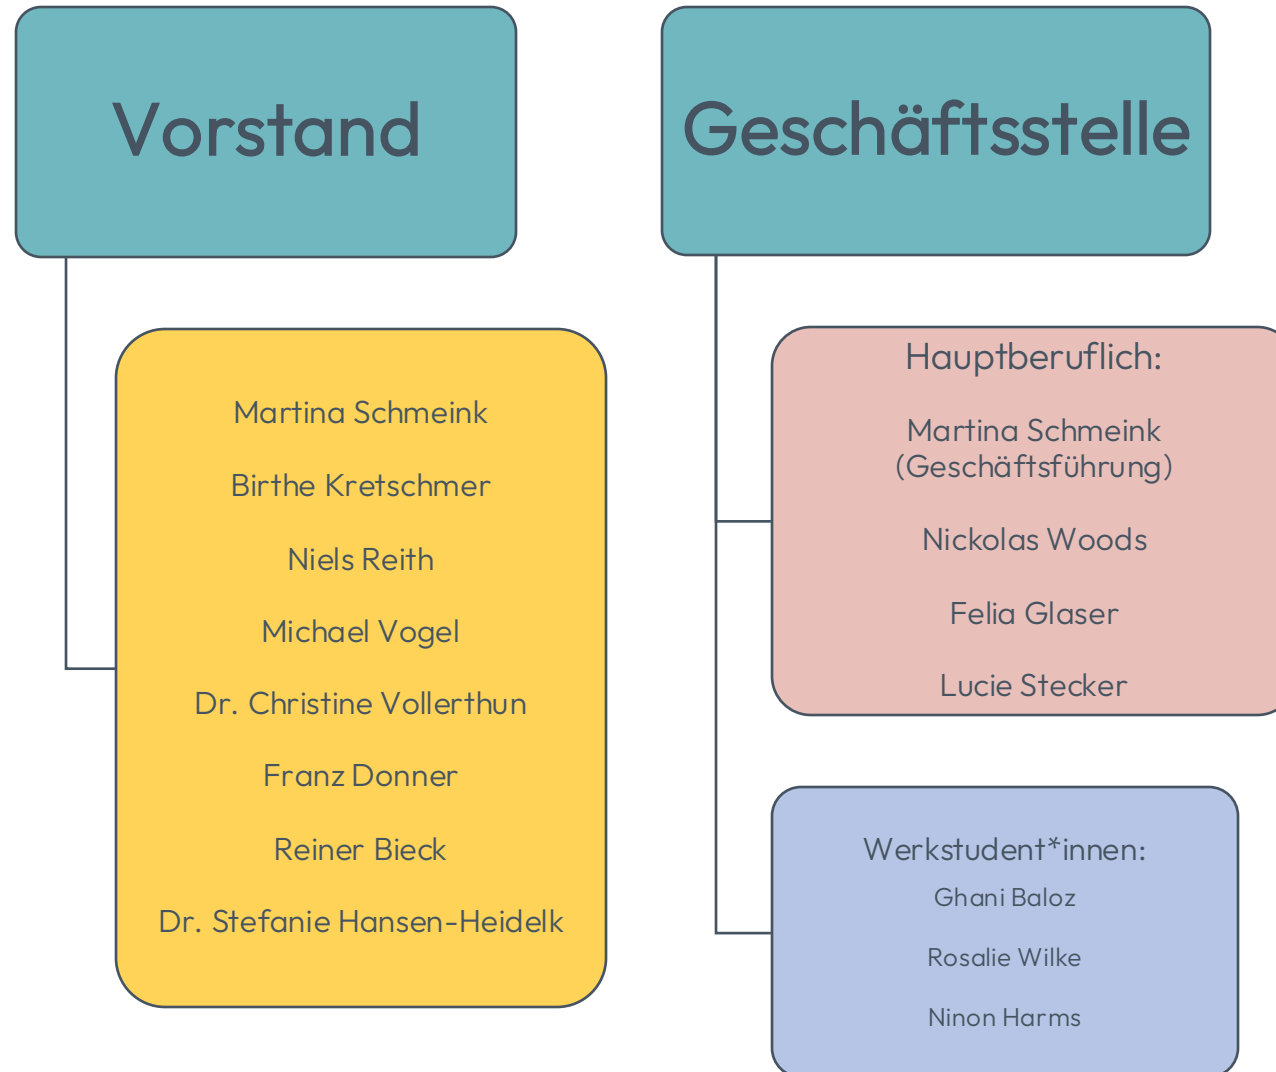 Vorstand
Martina Schmeink
Birthe Kretschmer
Niels Reith
Michael Vogel
Dr. Christine Vollerthun
Franz Donner
Reiner Bieck
Dr. Stefanie Hansen-Heidelk
Geschäftsstelle
Hauptberuflich:
Martina Schmeink
(Geschäftsführung)
Nickolas Woods
Felia Glaser
Lucie Stecker
Werkstudent*innen:
Ghani Baloz
Rosalie Wilke
Ninon Harms